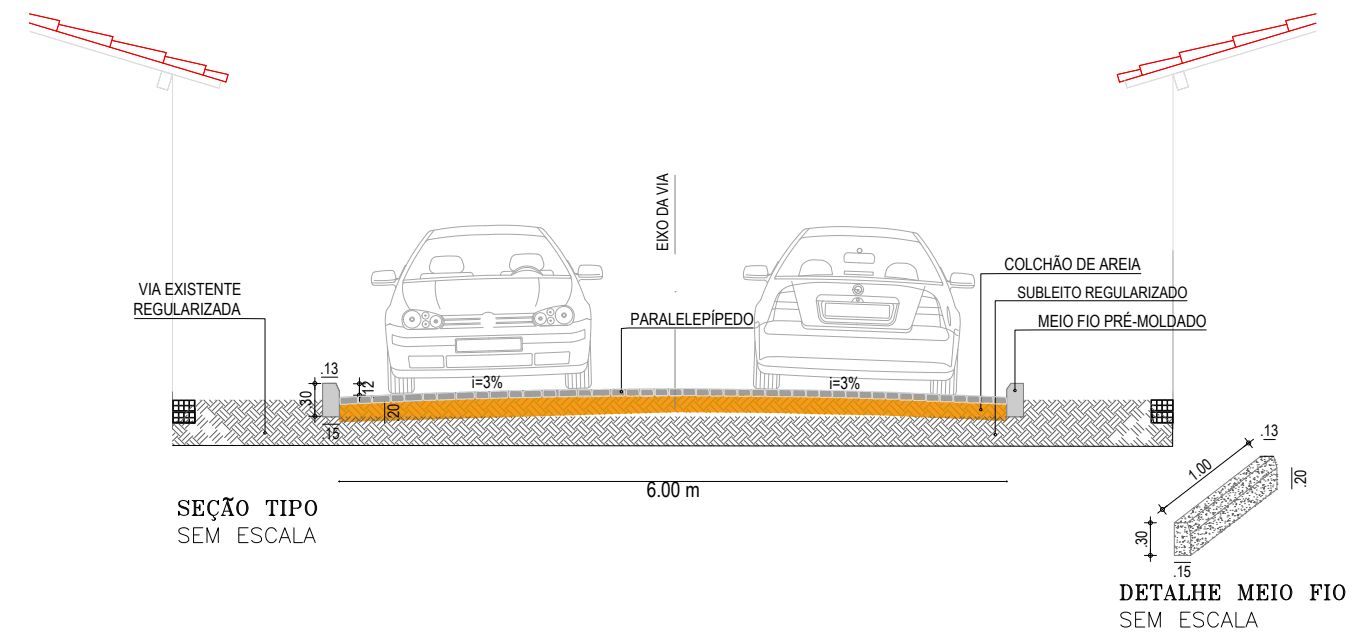 EIXO DA VIA
VIA EXISTENTE
REGULARIZADA
PARALELEPÍPEDO
COLCHÃO DE AREIA
SUBLEITO REGULARIZADO
MEIO FIO PRÉ-MOLDADO
.13
.12
i=3%
i=3%
.30
.20
.15
6.00 m
SEÇÃO TIPO
SEM ESCALA
1.00
.13
.20
.30
.15
DETALHE MEIO FIO
SEM ESCALA